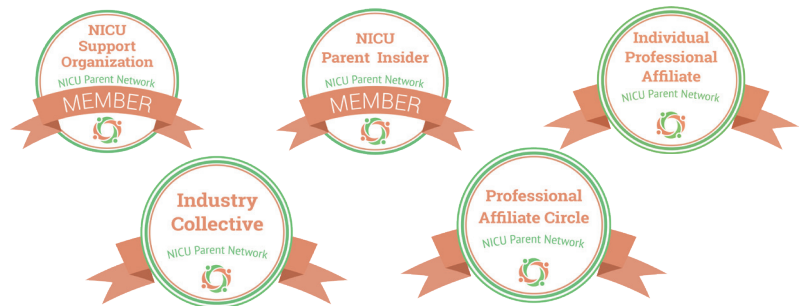 NICU
Support
Organization
NICU Parent Network
MEMBER
NICU
Parent Insider
NICU Parent Network
MEMBER
Individual
Professional
Affiliate
NICU Parent Network
Industry
Collective
NICU Parent Network
Professional
Affiliate Circle
NICU Parent Network